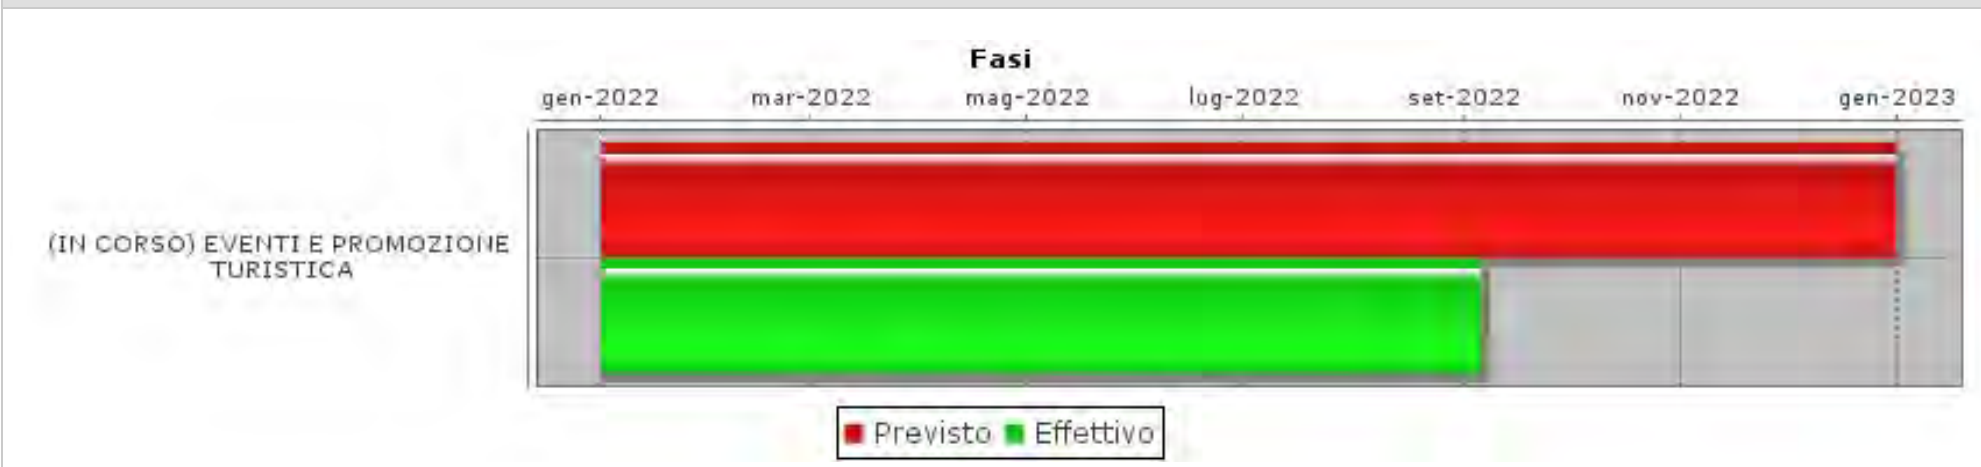 Fasi
gen-2022 mar-2022 mag-2022 lug-2022 set-2022 nov-2022 gen-2023
(IN CORSO) EVENTI E PROMOZIONE
TURISTICA
Previsto Effettivo